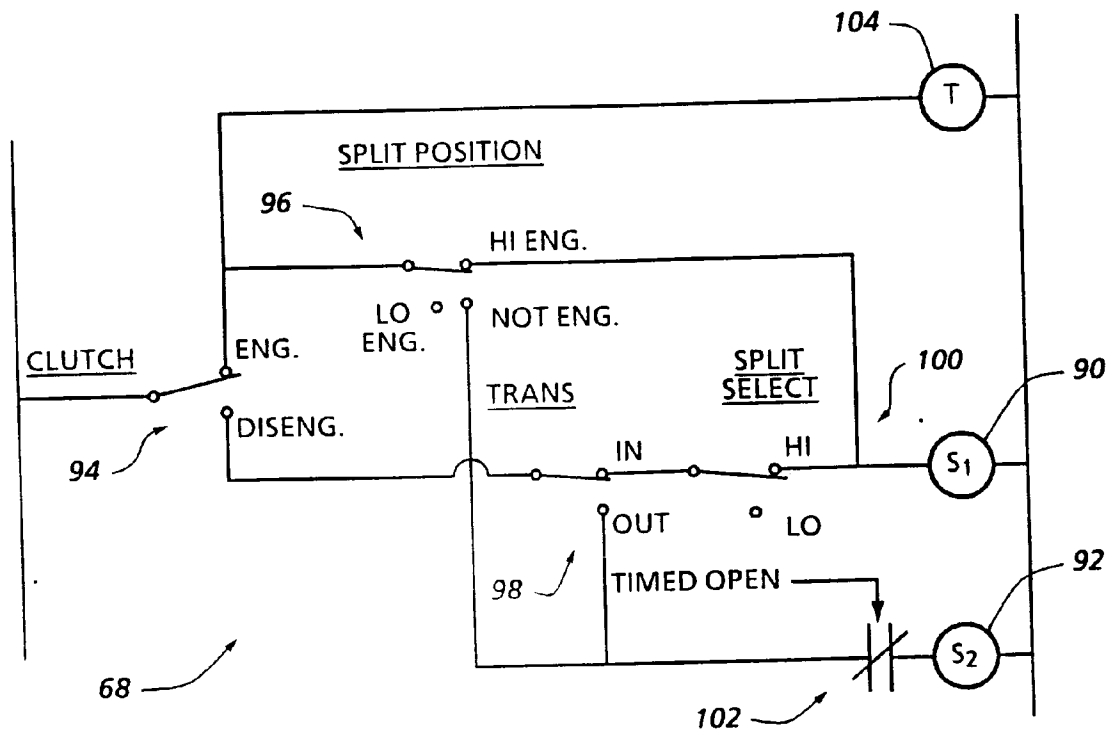 104
T
SPLIT POSITION
96
HI ENG.
LO
ENG.
NOT ENG.
CLUTCH
ENG.
SPLIT
SELECT
100
90
TRANS
DISENG.
94
IN
HI
S1
OUT
LO
98
TIMED OPEN
92
S2
68
102